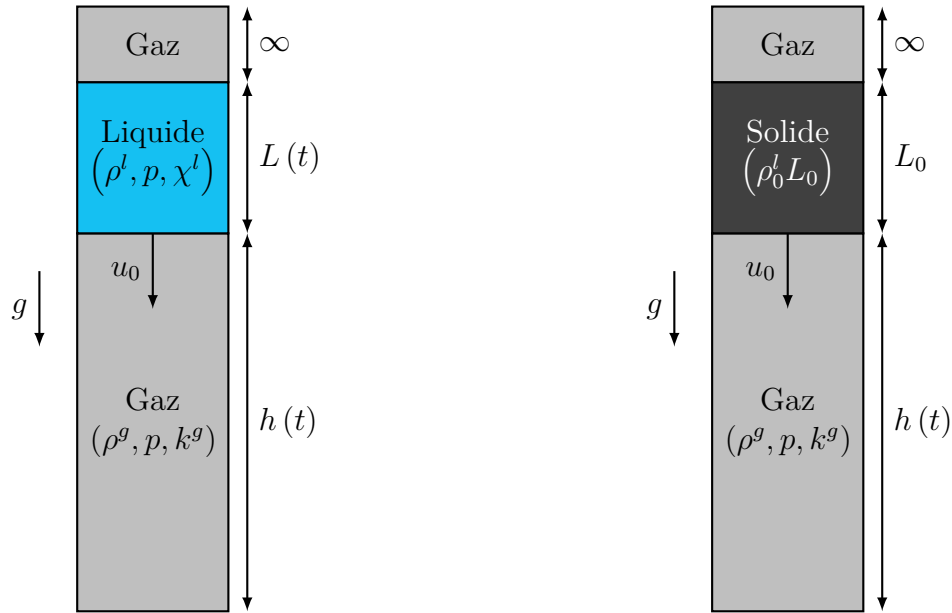 Gaz
∞
Liquide
(ρ^l, p, χ^l)
L (t)
u_0
g
Gaz
(ρ^g, p, k^g)
h (t)
Gaz
∞
Solide
(ρ_0^l L_0)
L_0
u_0
g
Gaz
(ρ^g, p, k^g)
h (t)